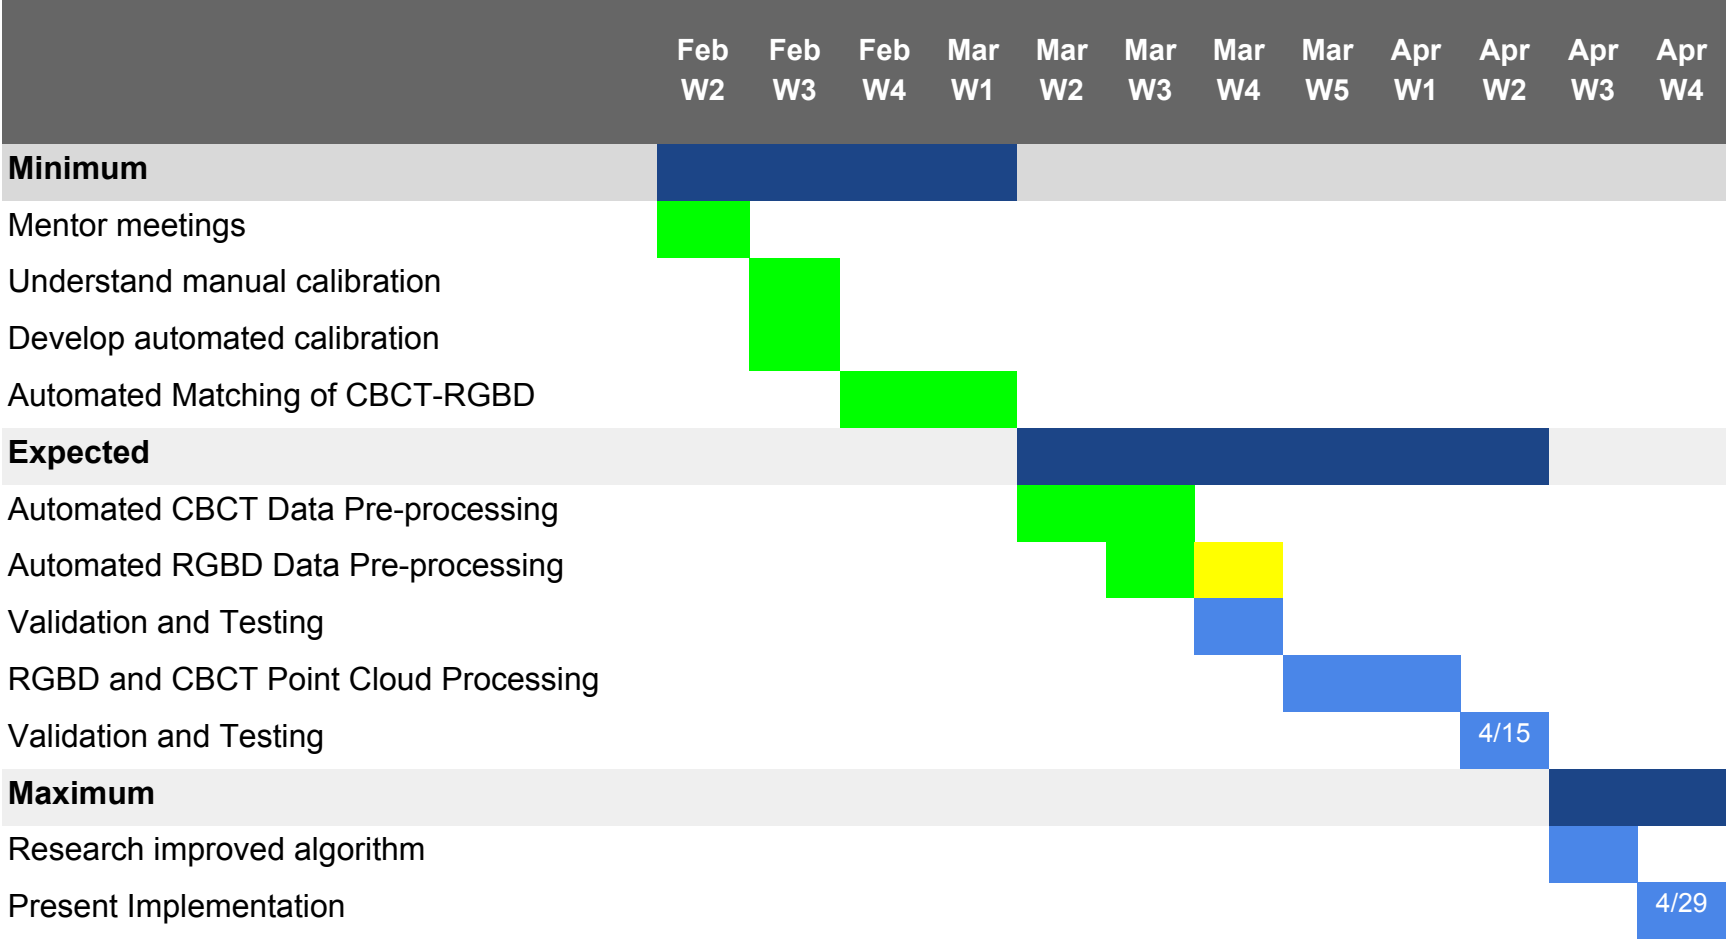 Feb Feb Feb Mar Mar Mar Mar Mar Apr Apr Apr Apr
W2 W3 W4 W1 W2 W3 W4 W5 W1 W2 W3 W4
Minimum
Mentor meetings
Understand manual calibration
Develop automated calibration
Automated Matching of CBCT-RGBD
Expected
Automated CBCT Data Pre-processing
Automated RGBD Data Pre-processing
Validation and Testing
RGBD and CBCT Point Cloud Processing
Validation and Testing 4/15
Maximum
Research improved algorithm
Present Implementation 4/29